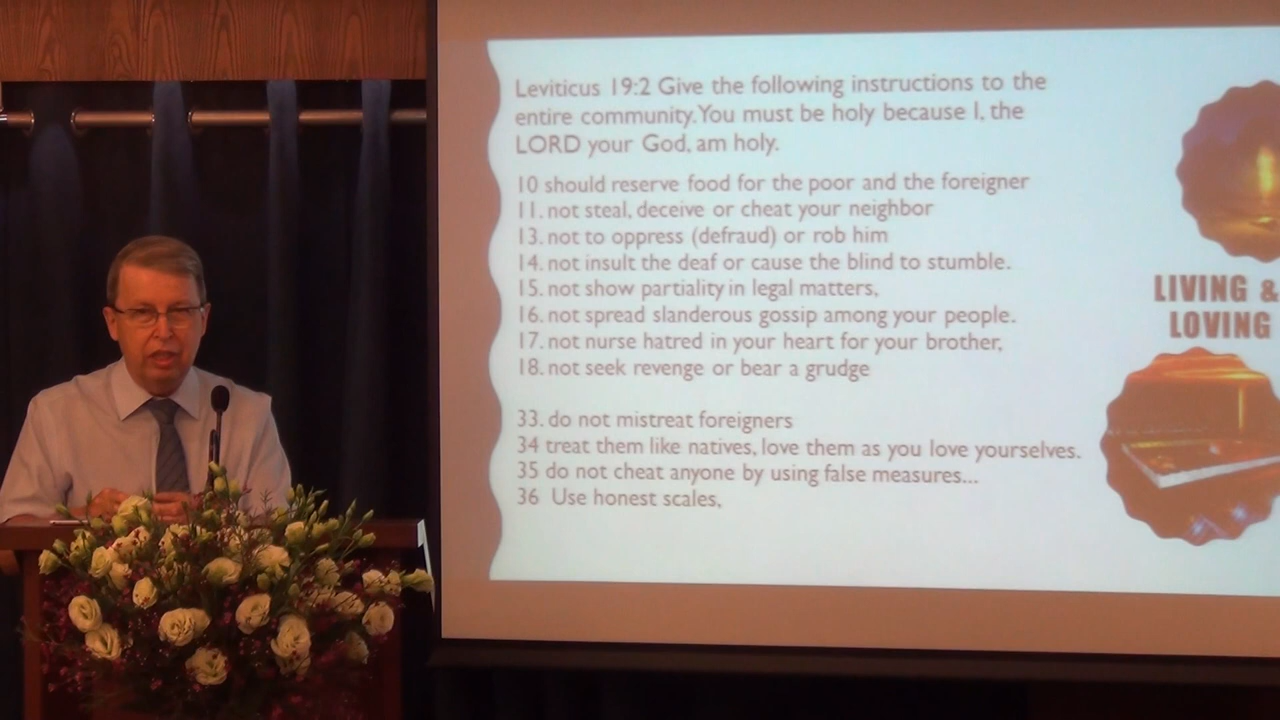 Leviticus 19:2 Give the following instructions to the
entire community. You must be holy because I, the
LORD your God, am holy.
10 should reserve food for the poor and the foreigner
11. not steal, deceive or cheat your neighbor
13. not to oppress (defraud) or rob him
14. not insult the deaf or cause the blind to stumble.
15. not show partiality in legal matters,
16. not spread slanderous gossip among your people.
17. not nurse hatred in your heart for your brother,
18. not seek revenge or bear a grudge
33. do not mistreat foreigners
34 treat them like natives, love them as you love yourselves.
35 do not cheat anyone by using false measures...
36 Use honest scales,
LIVING &
LOVING